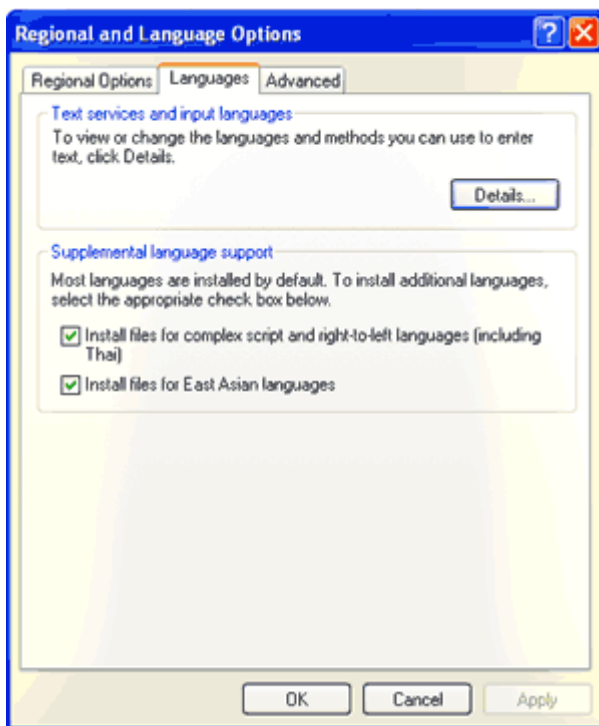 Regional and Language Options
Regional Options Languages Advanced
Text services and input languages
To view or change the languages and methods you can use to enter
text, click Details.
Details...
Supplemental language support
Most languages are installed by default. To install additional languages,
select the appropriate check box below.
Install files for complex script and right-to-left languages (including
Thai)
Install files for East Asian languages
OK Cancel Apply